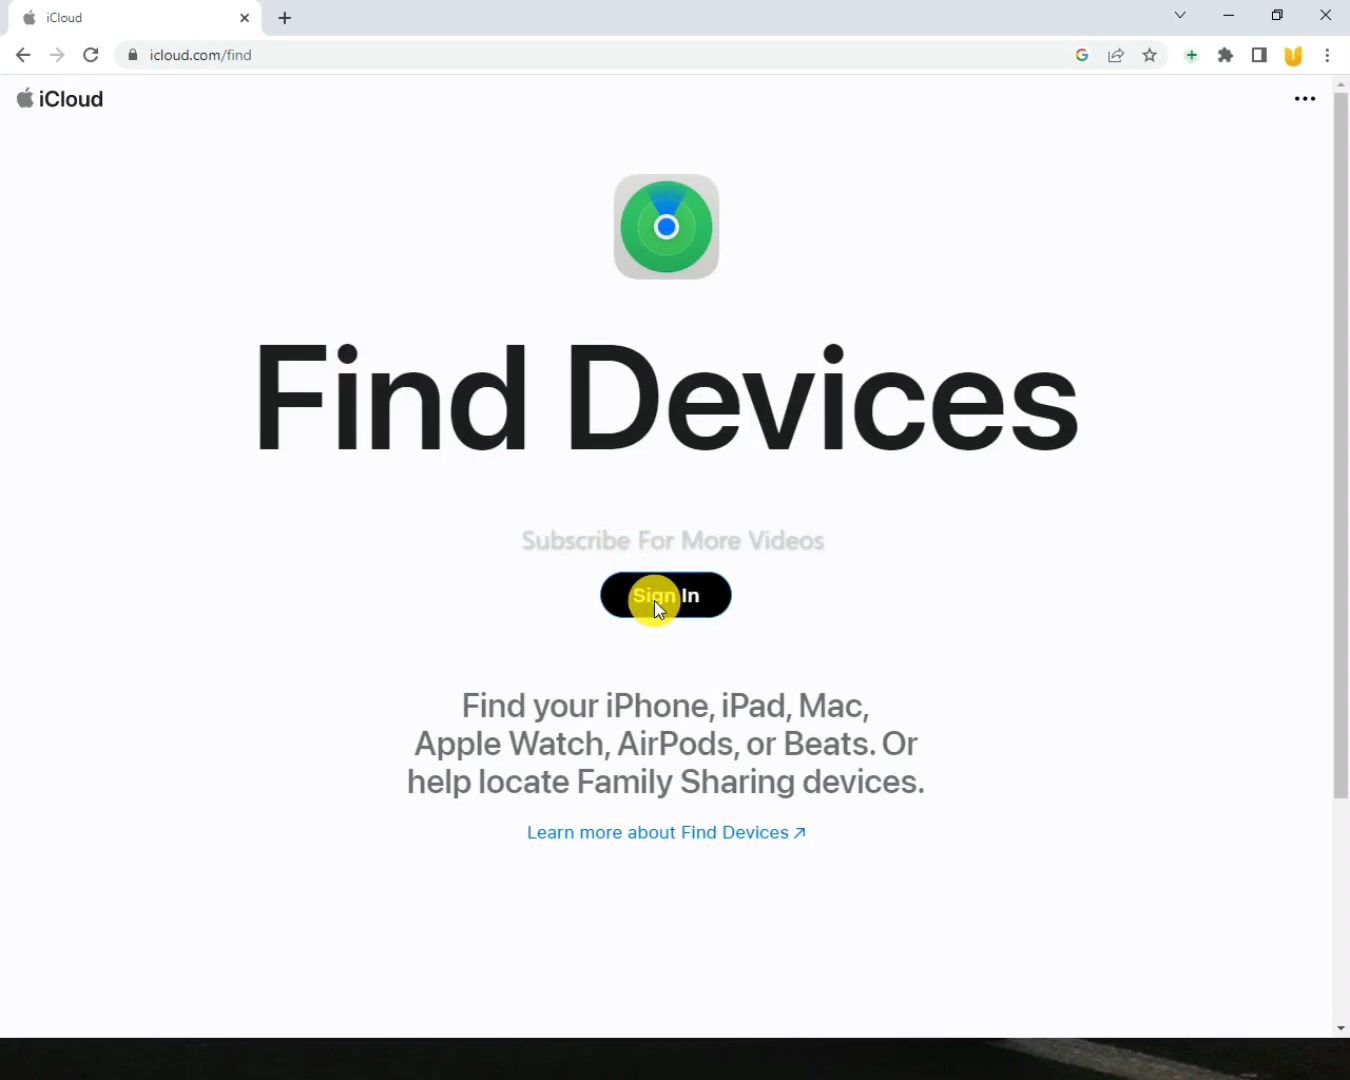 iCloud
icloud.com/find
iCloud
Find Devices
Subscribe For More Videos
Sign In
Find your iPhone, iPad, Mac,
Apple Watch, AirPods, or Beats. Or
help locate Family Sharing devices.
Learn more about Find Devices ↗